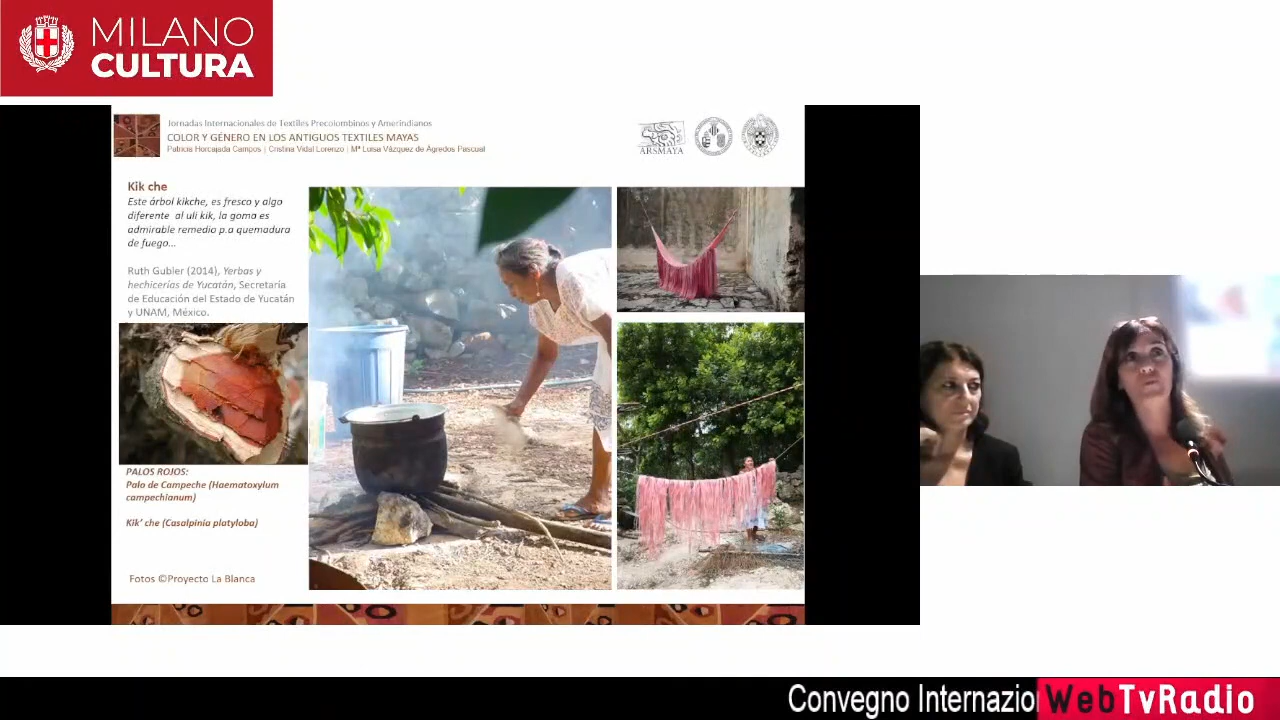 MILANO
CULTURA
Jornadas Internacionales de Textiles Precolombinos y Amerindianos
COLOR Y GÉNERO EN LOS ANTIGUOS TEXTILES MAYAS
Patricia Horcajada Campos | Cristina Vidal Lorenzo | Mª Luisa Vázquez de Ágredos Pascual
ARSMAYA
Kik che
Este árbol kikche, es fresco y algo
diferente al uli kik, la goma es
admirable remedio p.a quemadura
de fuego...
Ruth Gubler (2014), Yerbas y
hechicerías de Yucatán, Secretaría
de Educación del Estado de Yucatán
y UNAM, México.
PALOS ROJOS:
Palo de Campeche (Haematoxylum
campechianum)
Kik' che (Casalpinia platyloba)
Fotos ©Proyecto La Blanca
Convegno Internazio
WebTvRadio